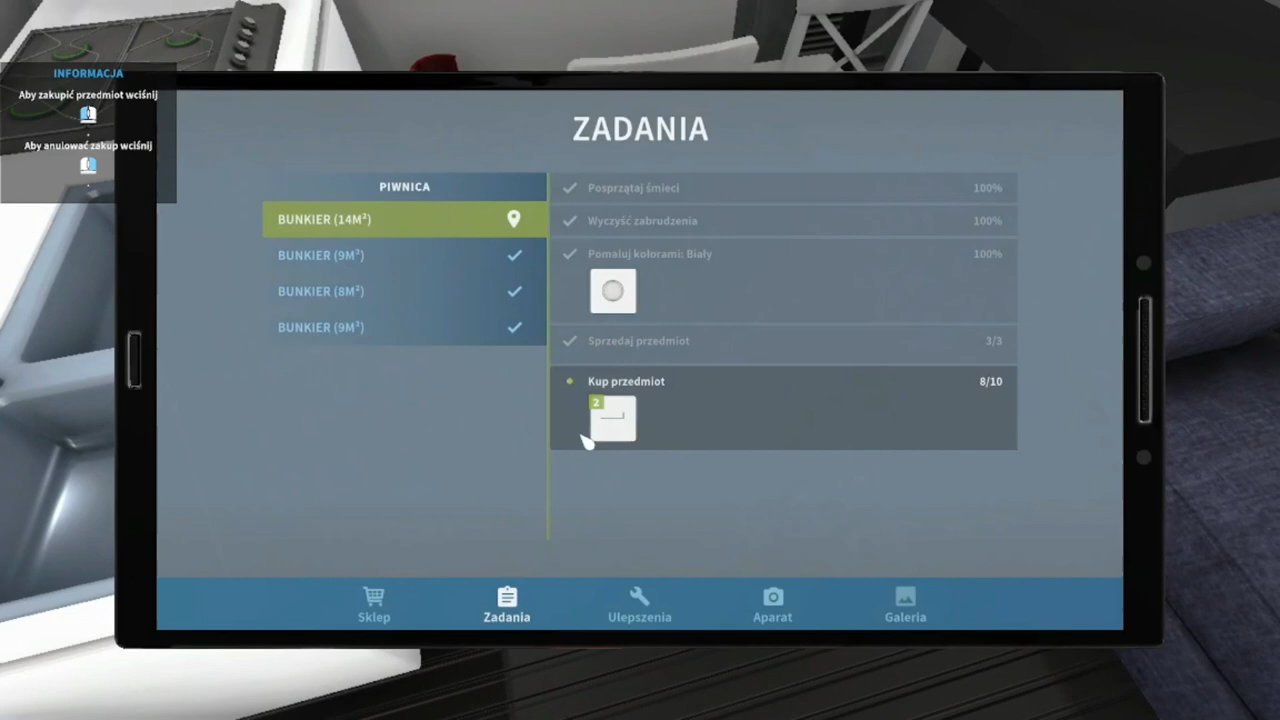 INFORMACJA
Aby zakupić przedmiot wciśnij
.
Aby anulować zakup wciśnij
.
ZADANIA
PIWNICA
BUNKIER (14M²)
BUNKIER (9M²)
BUNKIER (8M²)
BUNKIER (9M²)
Posprzątaj śmieci 100%
Wyczyść zabrudzenia 100%
Pomaluj kolorami: Biały 100%
Sprzedaj przedmiot 3/3
Kup przedmiot 8/10
2
Sklep
Zadania
Ulepszenia
Aparat
Galeria